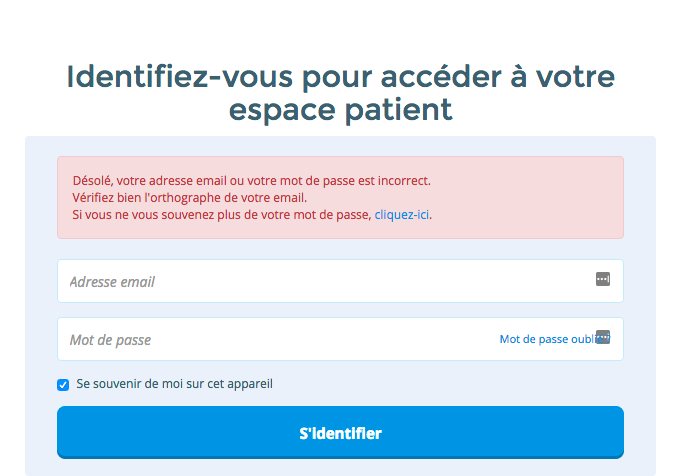 Identifiez-vous pour accéder à votre
espace patient
Désolé, votre adresse email ou votre mot de passe est incorrect.
Vérifiez bien l'orthographe de votre email.
Si vous ne vous souvenez plus de votre mot de passe, cliquez-ici.
Adresse email
Mot de passe
Mot de passe oubli
Se souvenir de moi sur cet appareil
S'identifier